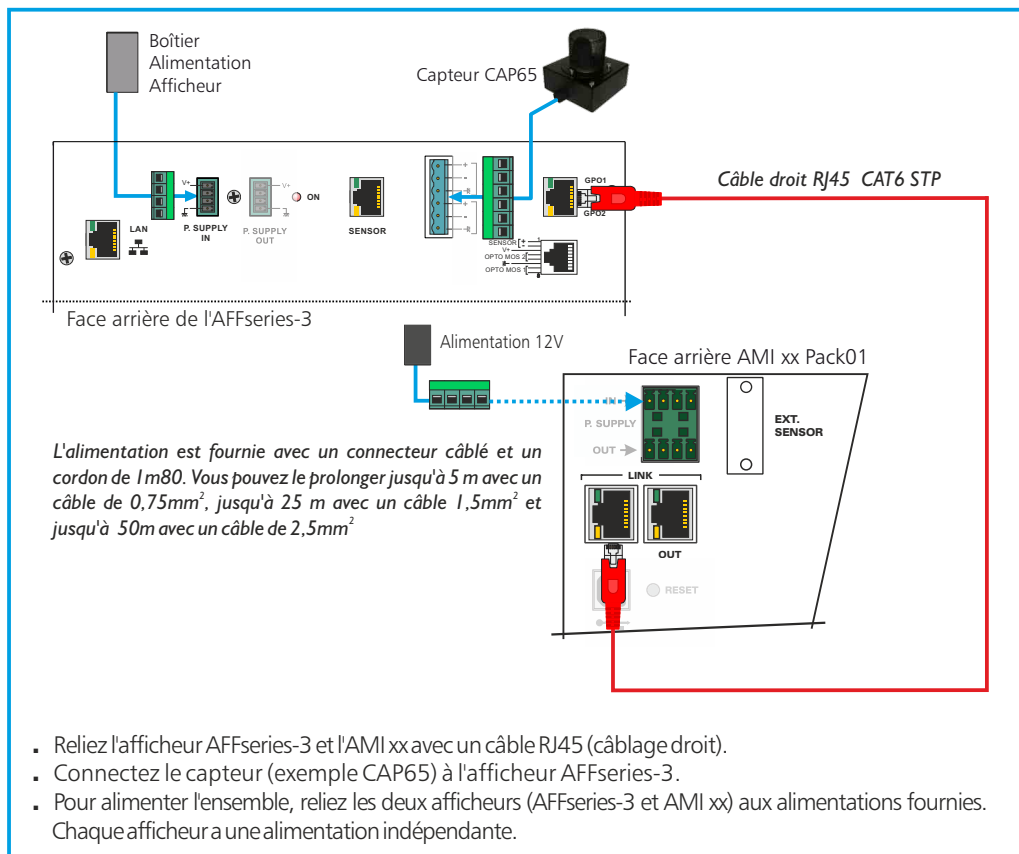 Boîtier
Alimentation
Afficheur
Capteur CAP65
Câble droit RJ45 CAT6 STP
V+
LAN
P. SUPPLY
IN
V+
ON
P. SUPPLY
OUT
SENSOR
+
-
+
-
GPO1
GPO2
SENSOR + -
V+
OPTO MOS 2
OPTO MOS 1
1
8
Face arrière de l'AFFseries-3
Alimentation 12V
Face arrière AMI xx Pack01
IN
P. SUPPLY
OUT
EXT.
SENSOR
LINK
OUT
RESET
L'alimentation est fournie avec un connecteur câblé et un
cordon de 1m80. Vous pouvez le prolonger jusqu'à 5 m avec un
câble de 0,75mm², jusqu'à 25 m avec un câble 1,5mm² et
jusqu'à 50m avec un câble de 2,5mm²
. Reliez l'afficheur AFFseries-3 et l'AMI xx avec un câble RJ45 (câblage droit).
. Connectez le capteur (exemple CAP65) à l'afficheur AFFseries-3.
. Pour alimenter l'ensemble, reliez les deux afficheurs (AFFseries-3 et AMI xx) aux alimentations fournies.
Chaque afficheur a une alimentation indépendante.